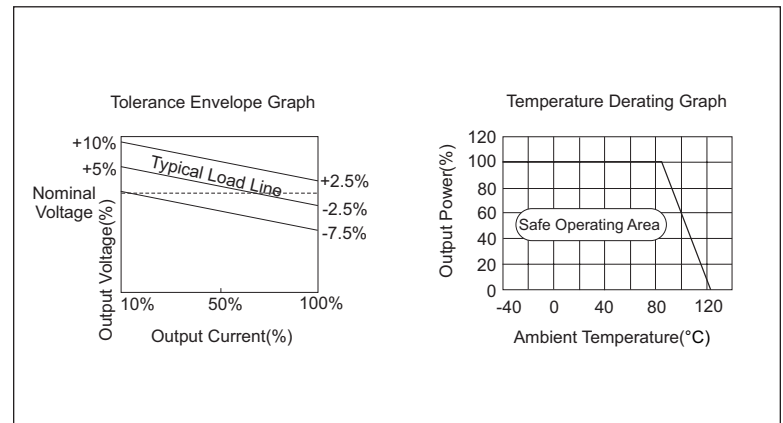 Tolerance Envelope Graph
+10%
+5%
Nominal
Voltage
Output Voltage(%)
Typical Load Line
+2.5%
-2.5%
-7.5%
10%
50%
100%
Output Current(%)
Temperature Derating Graph
Output Power(%)
120
100
80
60
40
20
0
Safe Operating Area
-40
0
40
80
120
Ambient Temperature(°C)